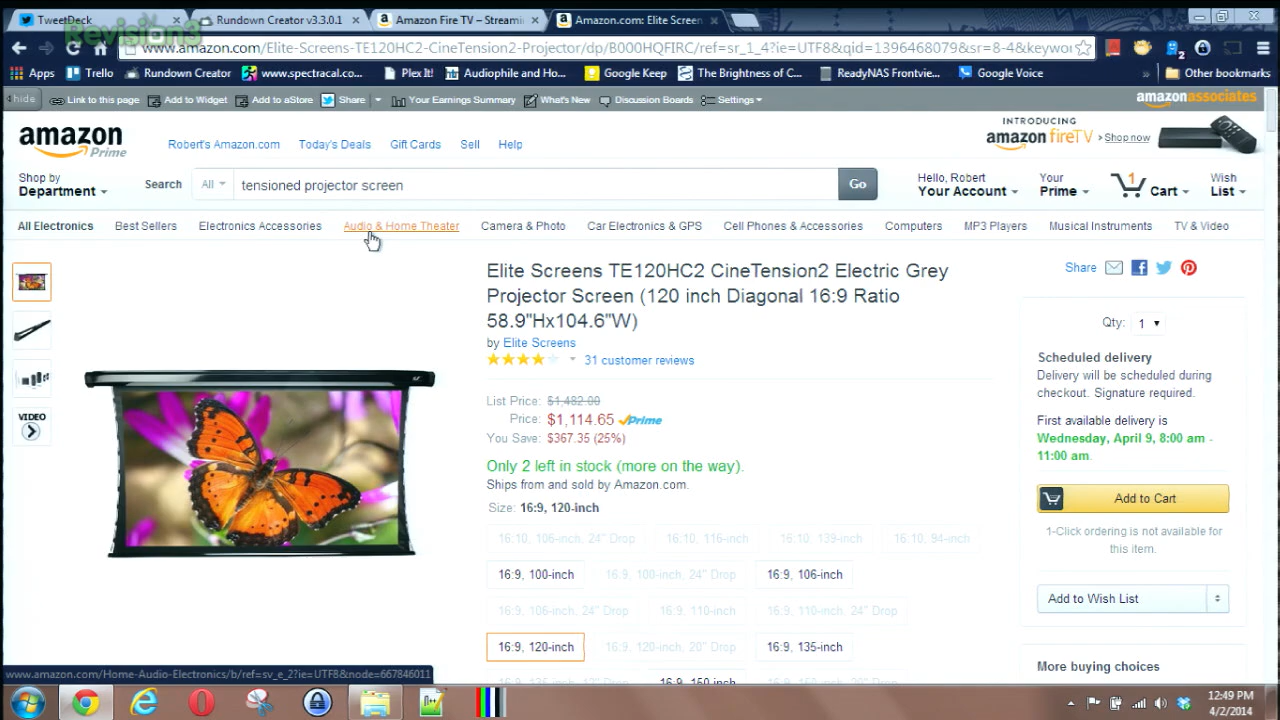 TweetDeck
Rundown Creator v3.3.0.1
Amazon Fire TV – Streami
Amazon.com: Elite Screen
Revision3
www.amazon.com/Elite-Screens-TE120HC2-CineTension2-Projector/dp/B000HQFIRC/ref=sr_1_4?ie=UTF8&qid=1396468079&sr=8-4&keywor
Apps
Trello
Rundown Creator
www.spectracal.co...
Plex It!
Audiophile and Ho...
Google Keep
The Brightness of C...
ReadyNAS Frontvie...
Google Voice
»
Other bookmarks
hide
Link to this page
Add to Widget
Add to aStore
Share
Your Earnings Summary
What's New
Discussion Boards
Settings
amazonassociates
amazon
Prime
Robert's Amazon.com
Today's Deals
Gift Cards
Sell
Help
INTRODUCING
amazon fireTV
Shop now
Shop by
Department
Search
All
tensioned projector screen
Go
Hello, Robert
Your Account
Your
Prime
1
Cart
Wish
List
All Electronics
Best Sellers
Electronics Accessories
Audio & Home Theater
Camera & Photo
Car Electronics & GPS
Cell Phones & Accessories
Computers
MP3 Players
Musical Instruments
TV & Video
VIDEO
Elite Screens TE120HC2 CineTension2 Electric Grey
Projector Screen (120 inch Diagonal 16:9 Ratio
58.9"Hx104.6"W)
by Elite Screens
31 customer reviews
List Price: $1,482.00
Price: $1,114.65 Prime
You Save: $367.35 (25%)
Only 2 left in stock (more on the way).
Ships from and sold by Amazon.com.
Size: 16:9, 120-inch
16:10, 106-inch, 24" Drop
16:10, 116-inch
16:10, 139-inch
16:10, 94-inch
16:9, 100-inch
16:9, 100-inch, 24" Drop
16:9, 106-inch
16:9, 106-inch, 24" Drop
16:9, 110-inch
16:9, 110-inch, 24" Drop
16:9, 120-inch
16:9, 120-inch, 20" Drop
16:9, 135-inch
16:9, 135-inch, 12" Drop
16:9, 150-inch
Share
Qty: 1
Scheduled delivery
Delivery will be scheduled during
checkout. Signature required.
First available delivery is
Wednesday, April 9, 8:00 am -
11:00 am.
Add to Cart
1-Click ordering is not available for
this item.
Add to Wish List
More buying choices
www.amazon.com/Home-Audio-Electronics/b/ref=sv_e_2?ie=UTF8&node=667846011
12:49 PM
4/2/2014